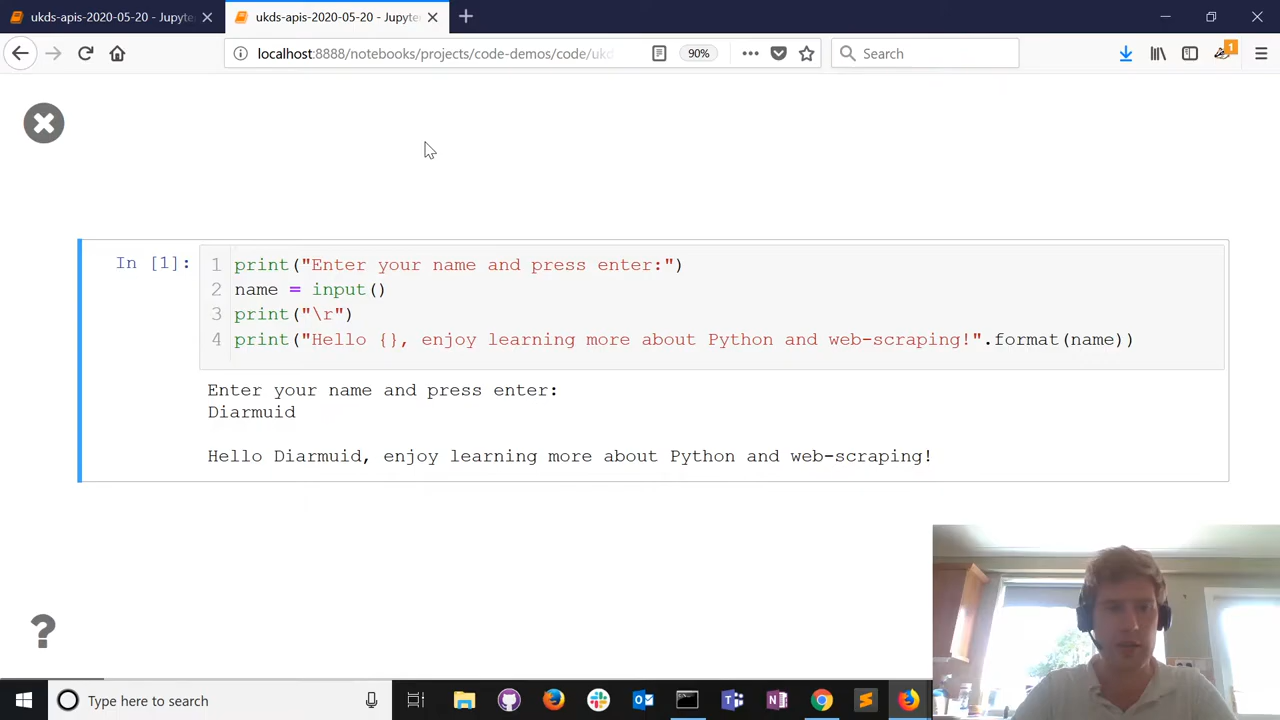 ukds-apis-2020-05-20 - Jupyte
ukds-apis-2020-05-20 - Jupyte
localhost:8888/notebooks/projects/code-demos/code/ukd
90%
Search
1
In [1]:
1 print("Enter your name and press enter:")
2 name = input()
3 print("\r")
4 print("Hello {}, enjoy learning more about Python and web-scraping!".format(name))
Enter your name and press enter:
Diarmuid
Hello Diarmuid, enjoy learning more about Python and web-scraping!
?
Type here to search